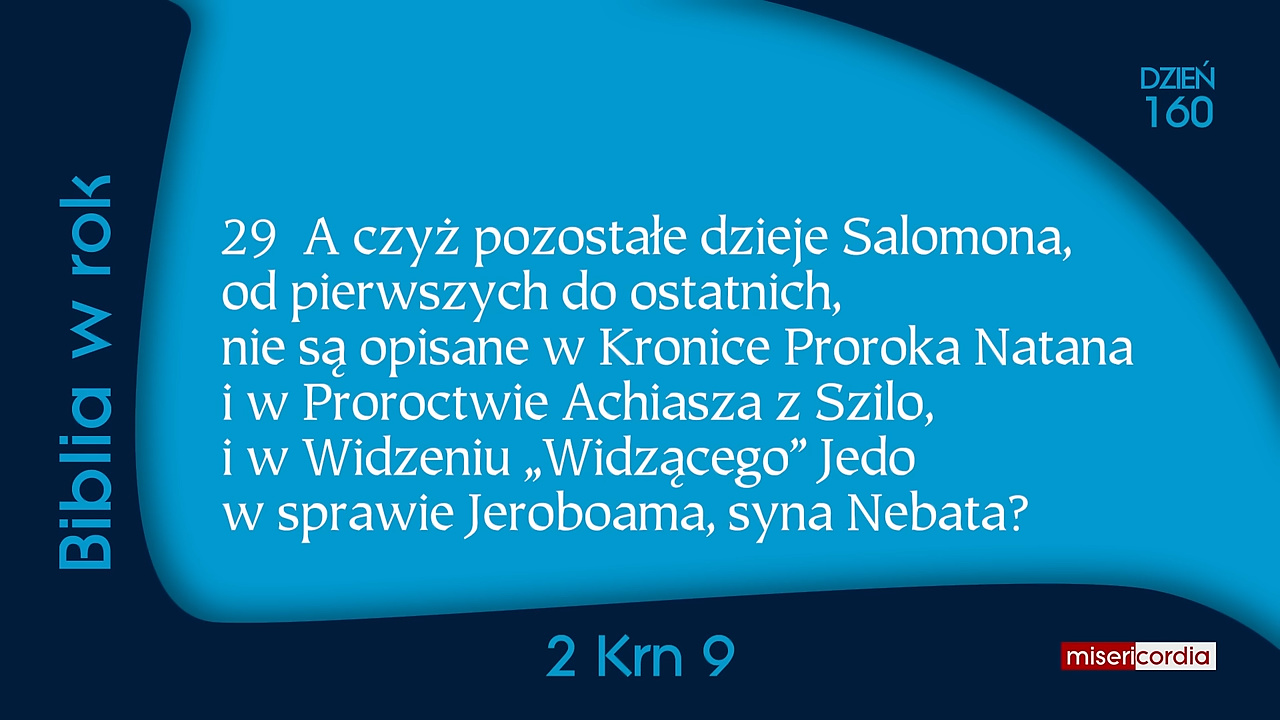 DZIEŃ
160
Biblia w rok
29 A czyż pozostałe dzieje Salomona,
od pierwszych do ostatnich,
nie są opisane w Kronice Proroka Natana
i w Proroctwie Achiasza z Szilo,
i w Widzeniu „Widzącego” Jedo
w sprawie Jeroboama, syna Nebata?
2 Krn 9
misericordia